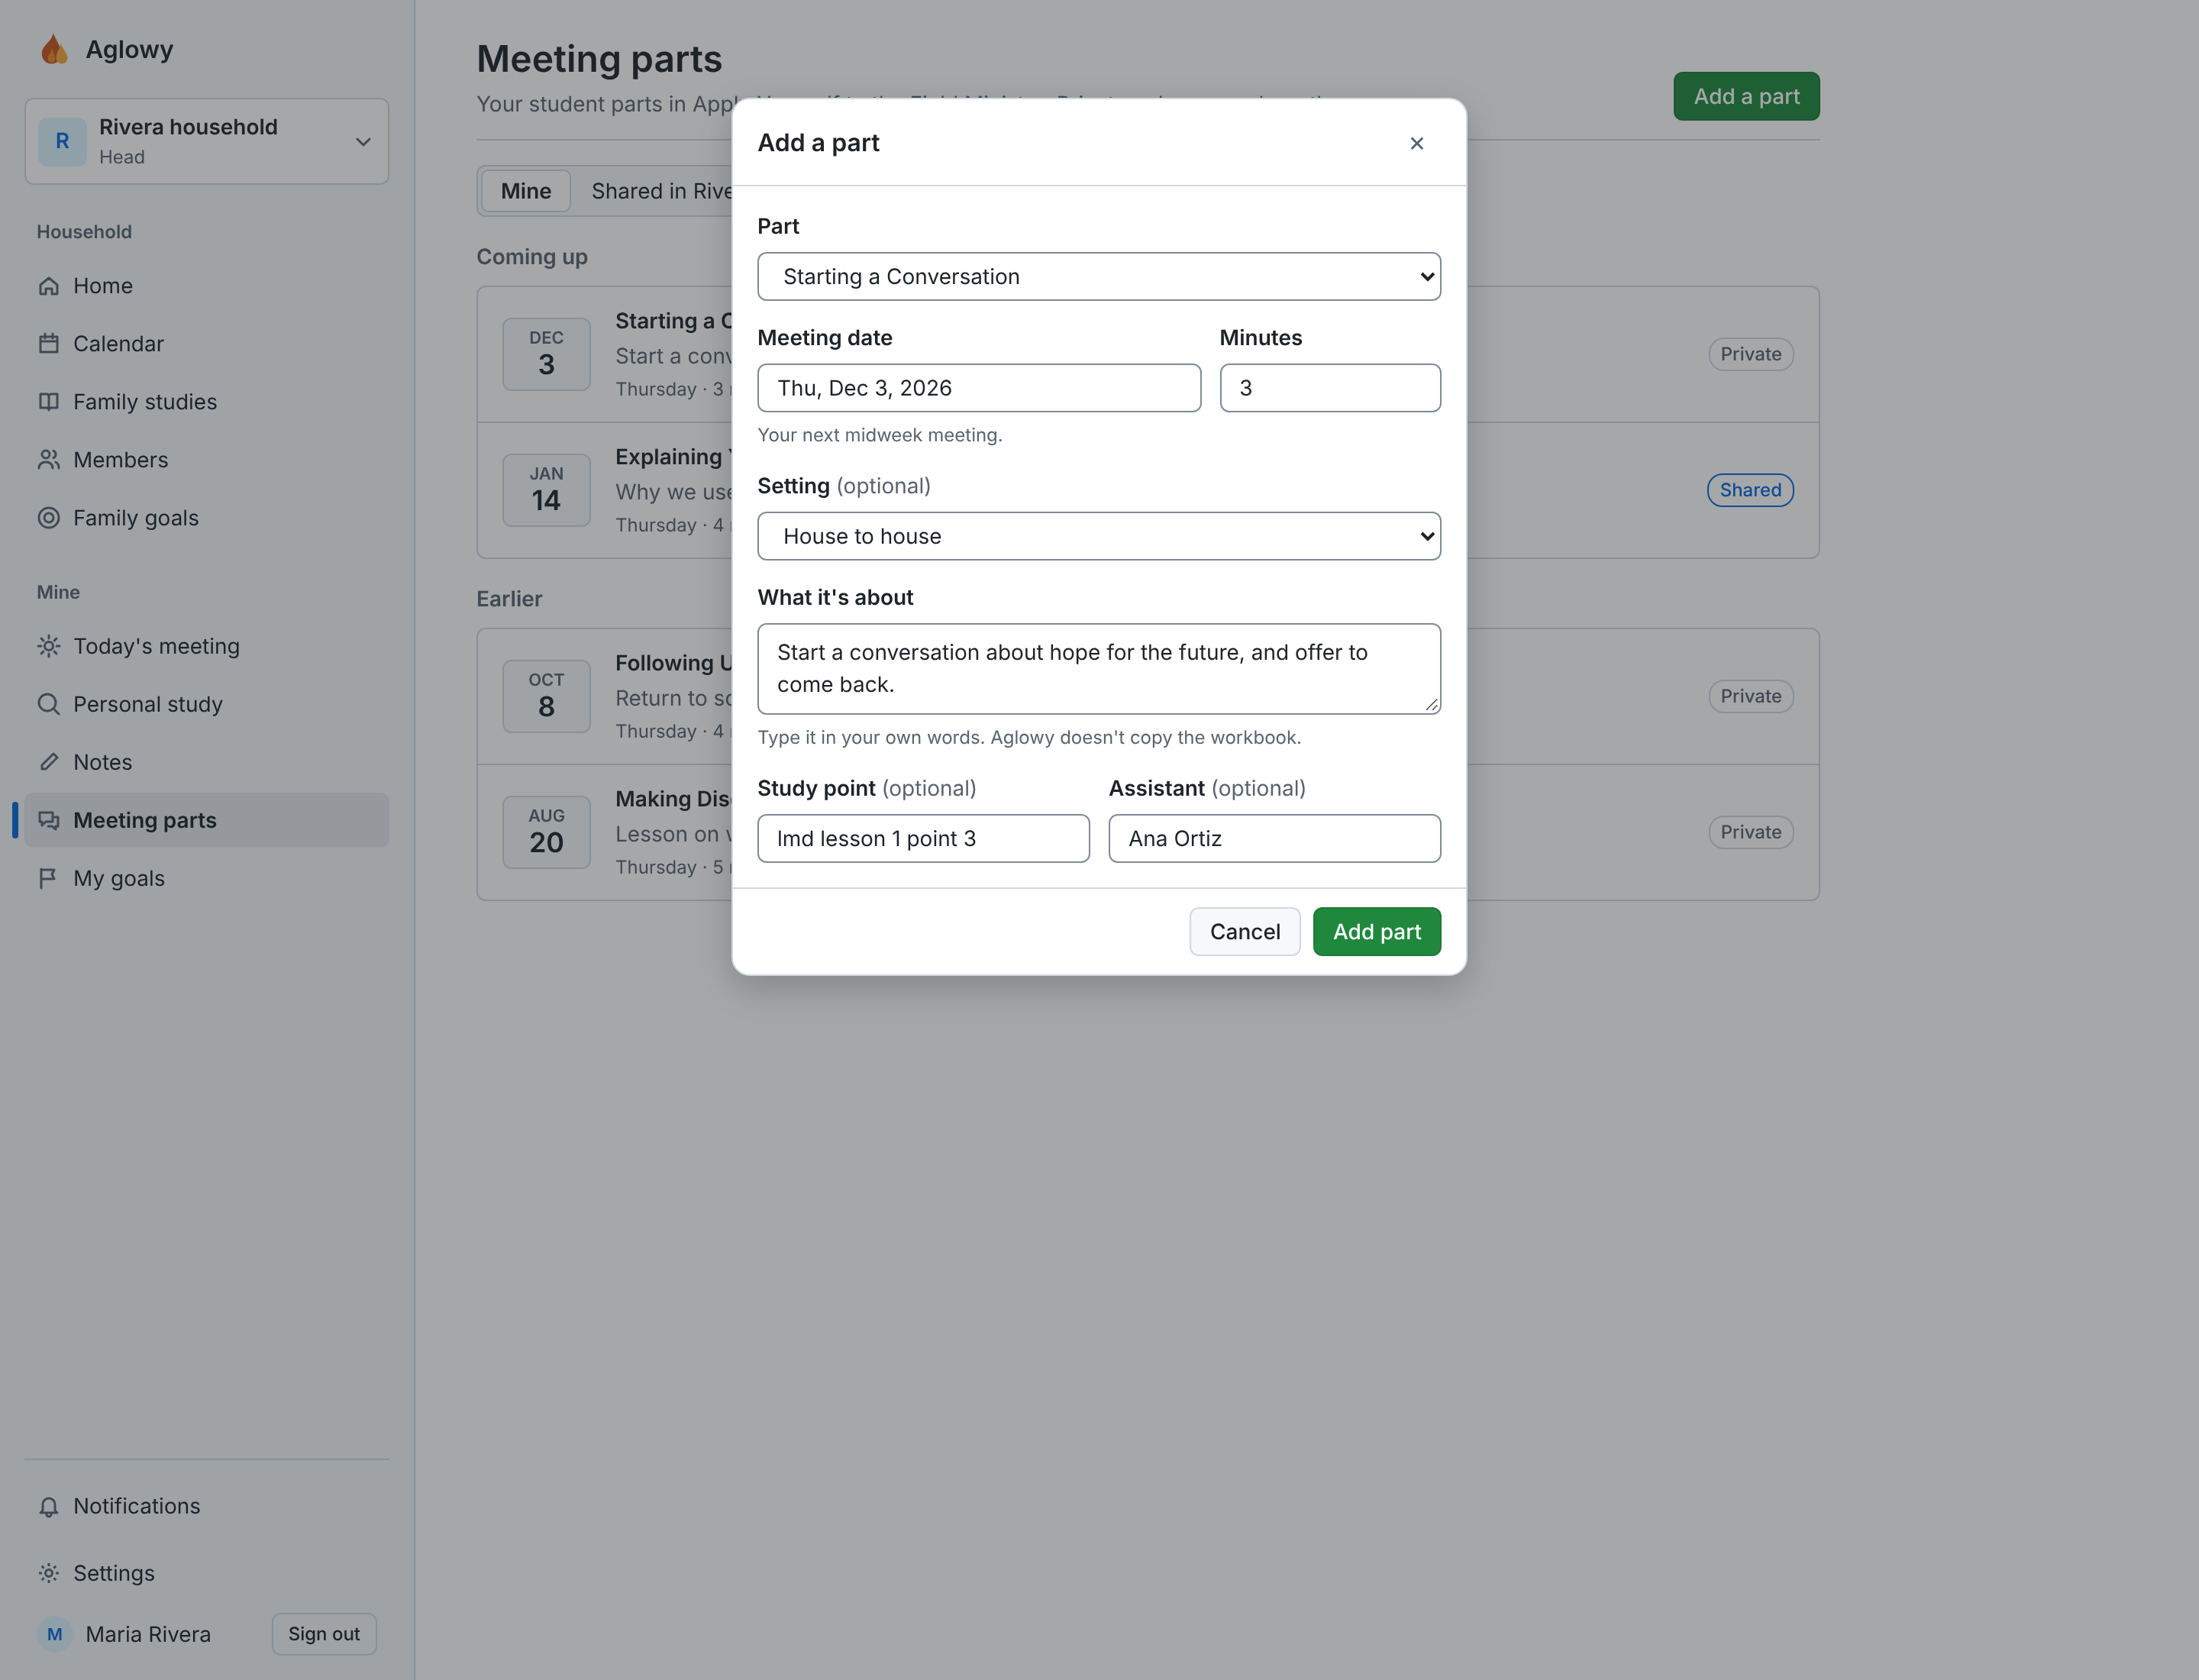 Aglowy
R
Rivera household
Head
Household
Home
Calendar
Family studies
Members
Family goals
Mine
Today's meeting
Personal study
Notes
Meeting parts
My goals
Notifications
Settings
M
Maria Rivera
Sign out
Meeting parts
Your student parts in
Add a part
Mine
Shared in
Coming up
DEC
3
Starting a
Start a
Thursday · 3
Private
JAN
14
Explaining
Why we
Thursday · 4
Shared
Earlier
OCT
8
Following
Return to
Thursday · 4
Private
AUG
20
Making
Lesson on
Thursday · 5
Private
Add a part
×
Part
Starting a Conversation
Meeting date
Minutes
Thu, Dec 3, 2026
3
Your next midweek meeting.
Setting (optional)
House to house
What it's about
Start a conversation about hope for the future, and offer to
come back.
Type it in your own words. Aglowy doesn't copy the workbook.
Study point (optional)
Assistant (optional)
lmd lesson 1 point 3
Ana Ortiz
Cancel
Add part